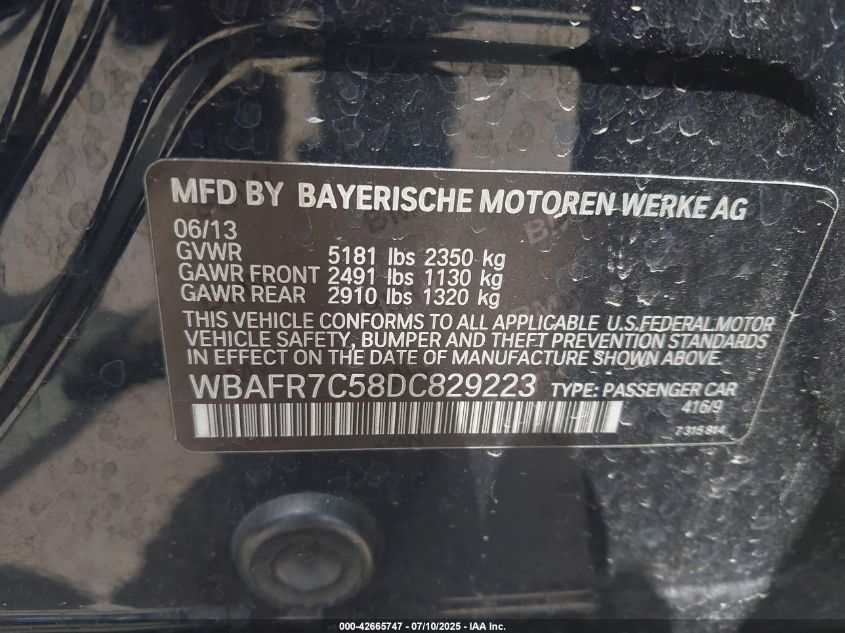 MFD BY BAYERISCHE MOTOREN WERKE AG
06/13
GVWR 5181 lbs 2350 kg
GAWR FRONT 2491 lbs 1130 kg
GAWR REAR 2910 lbs 1320 kg
THIS VEHICLE CONFORMS TO ALL APPLICABLE U.S.FEDERAL MOTOR
VEHICLE SAFETY, BUMPER AND THEFT PREVENTION STANDARDS
IN EFFECT ON THE DATE OF MANUFACTURE SHOWN ABOVE.
WBAFR7C58DC829223 TYPE: PASSENGER CAR
416/9
7 315 814
000-42665747 - 07/10/2025 - IAA Inc.